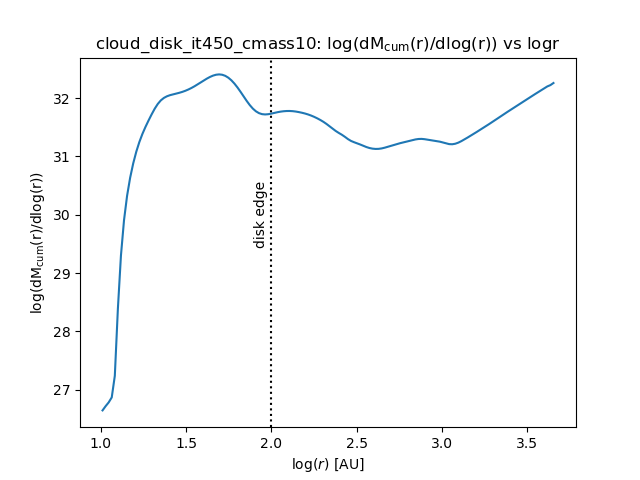 cloud_disk_it450_cmass10: log(dM_cum(r)/dlog(r)) vs logr
32
31
30
29
28
27
log(dM_cum(r)/dlog(r))
disk edge
1.0 1.5 2.0 2.5 3.0 3.5
log(r) [AU]